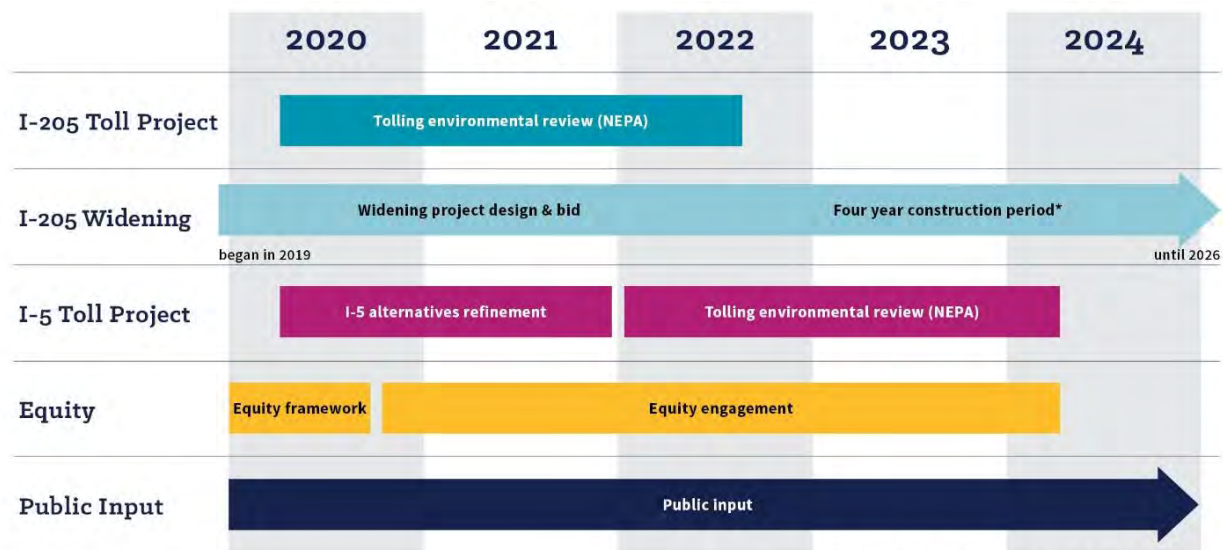 2020 2021 2022 2023 2024
I-205 Toll Project
Tolling environmental review (NEPA)
I-205 Widening
Widening project design & bid
Four year construction period*
began in 2019
until 2026
I-5 Toll Project
I-5 alternatives refinement
Tolling environmental review (NEPA)
Equity
Equity framework
Equity engagement
Public Input
Public input